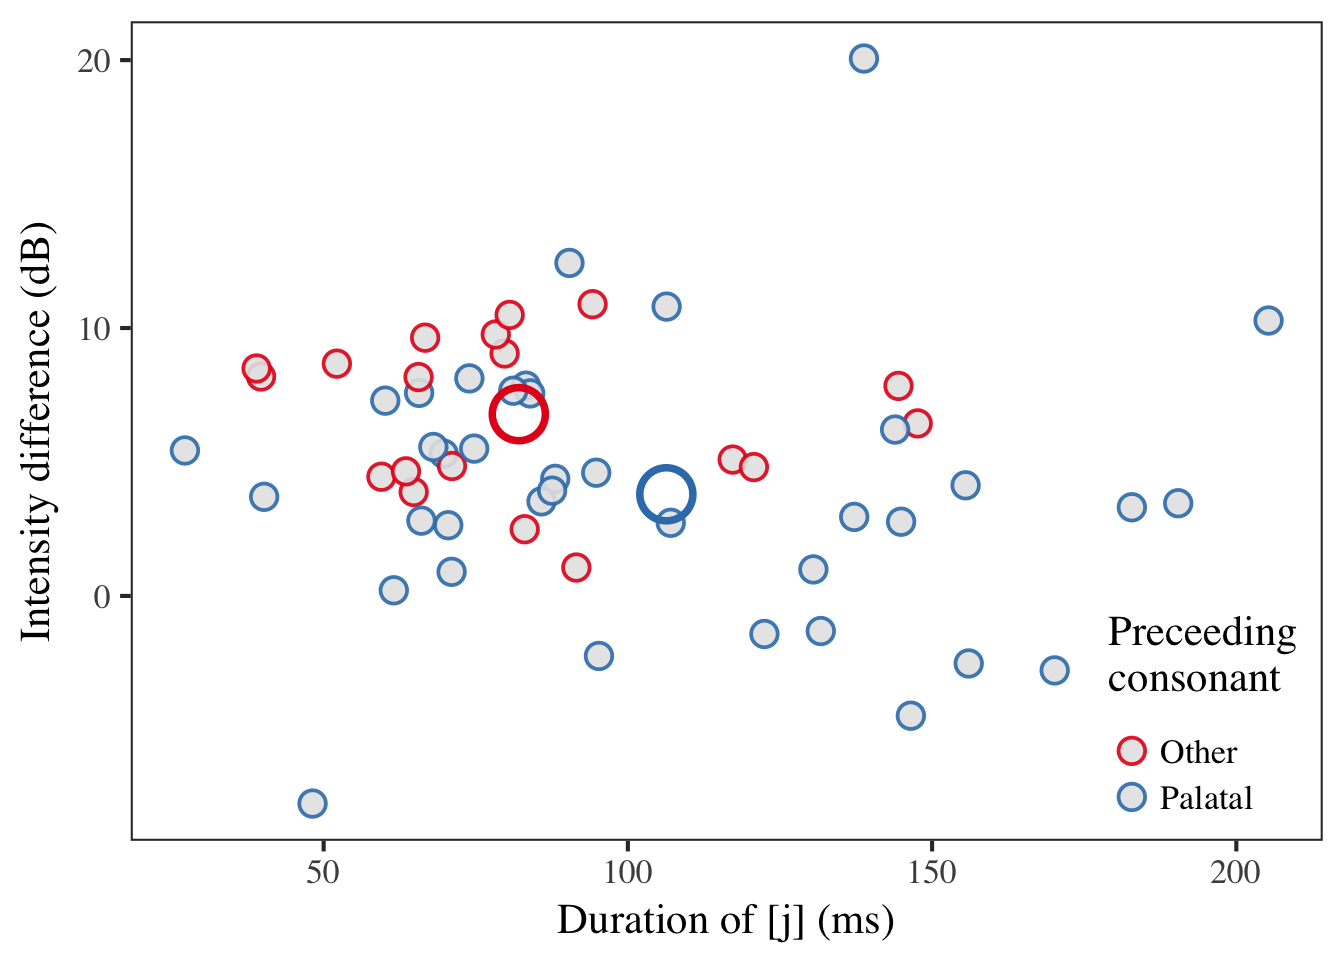 20
10
0
Intensity difference (dB)
50
100
150
200
Duration of [j] (ms)
Preceeding
consonant
Other
Palatal